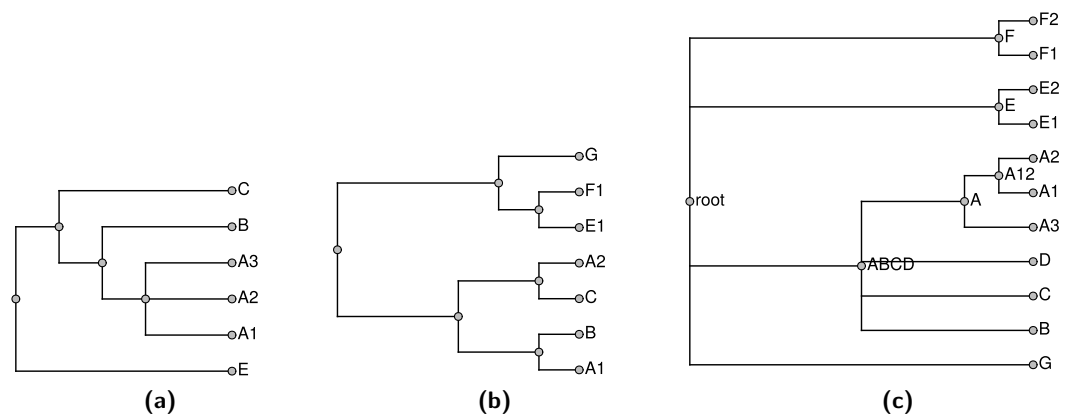 C
B
A3
A2
A1
E
(a)
G
F1
E1
A2
C
B
A1
(b)
F2
F
F1
E2
E
E1
A2
A12
A1
root
A
A3
ABCD
D
C
B
G
(c)